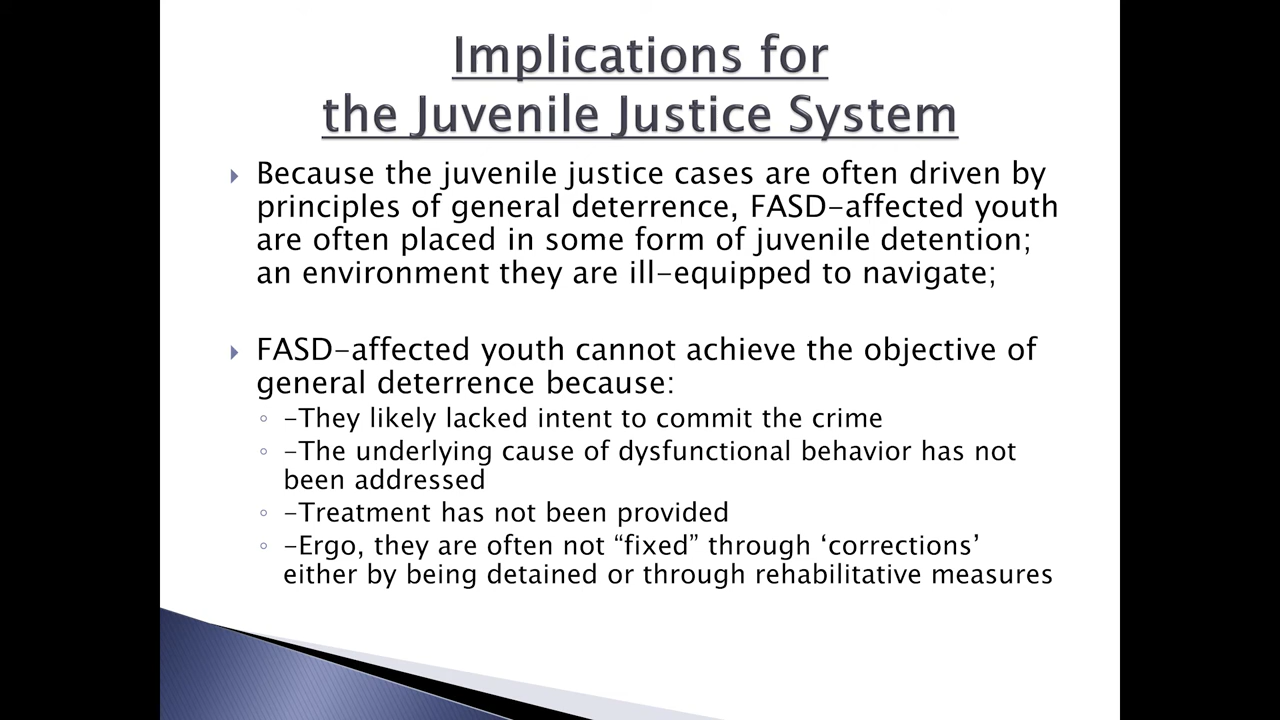 Implications for
the Juvenile Justice System
Because the juvenile justice cases are often driven by
principles of general deterrence, FASD-affected youth
are often placed in some form of juvenile detention;
an environment they are ill-equipped to navigate;
FASD-affected youth cannot achieve the objective of
general deterrence because:
-They likely lacked intent to commit the crime
-The underlying cause of dysfunctional behavior has not
been addressed
-Treatment has not been provided
-Ergo, they are often not “fixed” through ‘corrections’
either by being detained or through rehabilitative measures